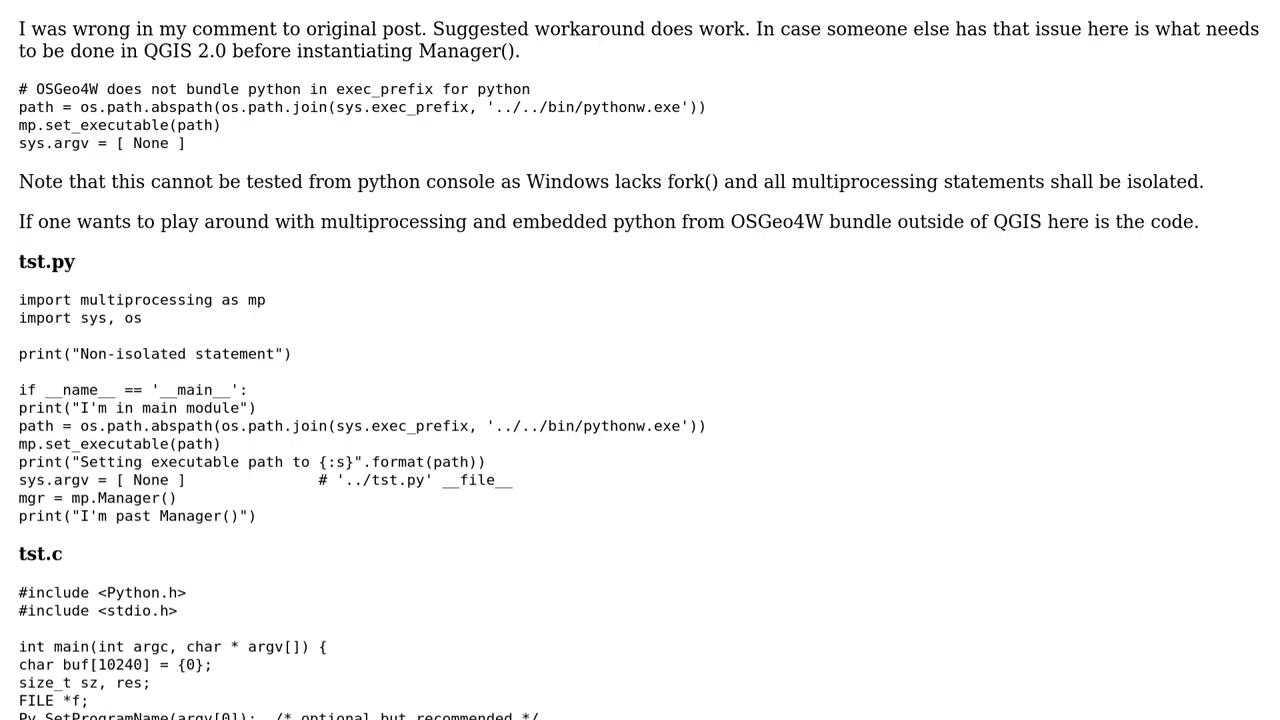 I was wrong in my comment to original post. Suggested workaround does work. In case someone else has that issue here is what needs
to be done in QGIS 2.0 before instantiating Manager().
# OSGeo4W does not bundle python in exec_prefix for python
path = os.path.abspath(os.path.join(sys.exec_prefix, '../../bin/pythonw.exe'))
mp.set_executable(path)
sys.argv = [ None ]
Note that this cannot be tested from python console as Windows lacks fork() and all multiprocessing statements shall be isolated.
If one wants to play around with multiprocessing and embedded python from OSGeo4W bundle outside of QGIS here is the code.
tst.py
import multiprocessing as mp
import sys, os
print("Non-isolated statement")
if __name__ == '__main__':
print("I'm in main module")
path = os.path.abspath(os.path.join(sys.exec_prefix, '../../bin/pythonw.exe'))
mp.set_executable(path)
print("Setting executable path to {:s}".format(path))
sys.argv = [ None ]               # '../tst.py' __file__
mgr = mp.Manager()
print("I'm past Manager()")
tst.c
#include <Python.h>
#include <stdio.h>
int main(int argc, char * argv[]) {
char buf[10240] = {0};
size_t sz, res;
FILE *f;
Py_SetProgramName(argv[0]);  /* optional but recommended */